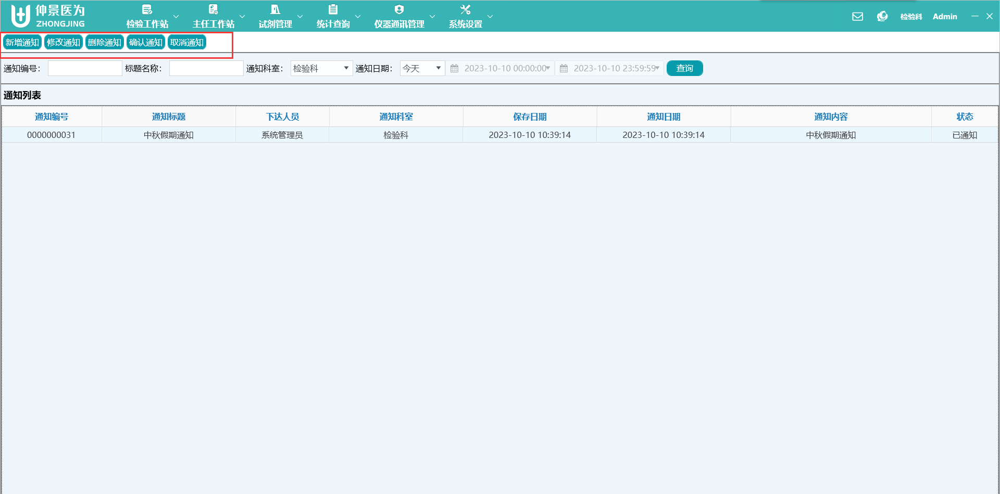 仲景医为
ZHONGJING
检验工作站 主任工作站 试剂管理 统计查询 仪器通讯管理 系统设置
检验科 Admin
新增通知 修改通知 删除通知 确认通知 取消通知
通知编号： 标题名称： 通知科室： 检验科 通知日期： 今天 2023-10-10 00:00:00 2023-10-10 23:59:59 查询
通知列表
通知编号 通知标题 下达人员 通知科室 保存日期 通知日期 通知内容 状态
0000000031 中秋假期通知 系统管理员 检验科 2023-10-10 10:39:14 2023-10-10 10:39:14 中秋假期通知 已通知